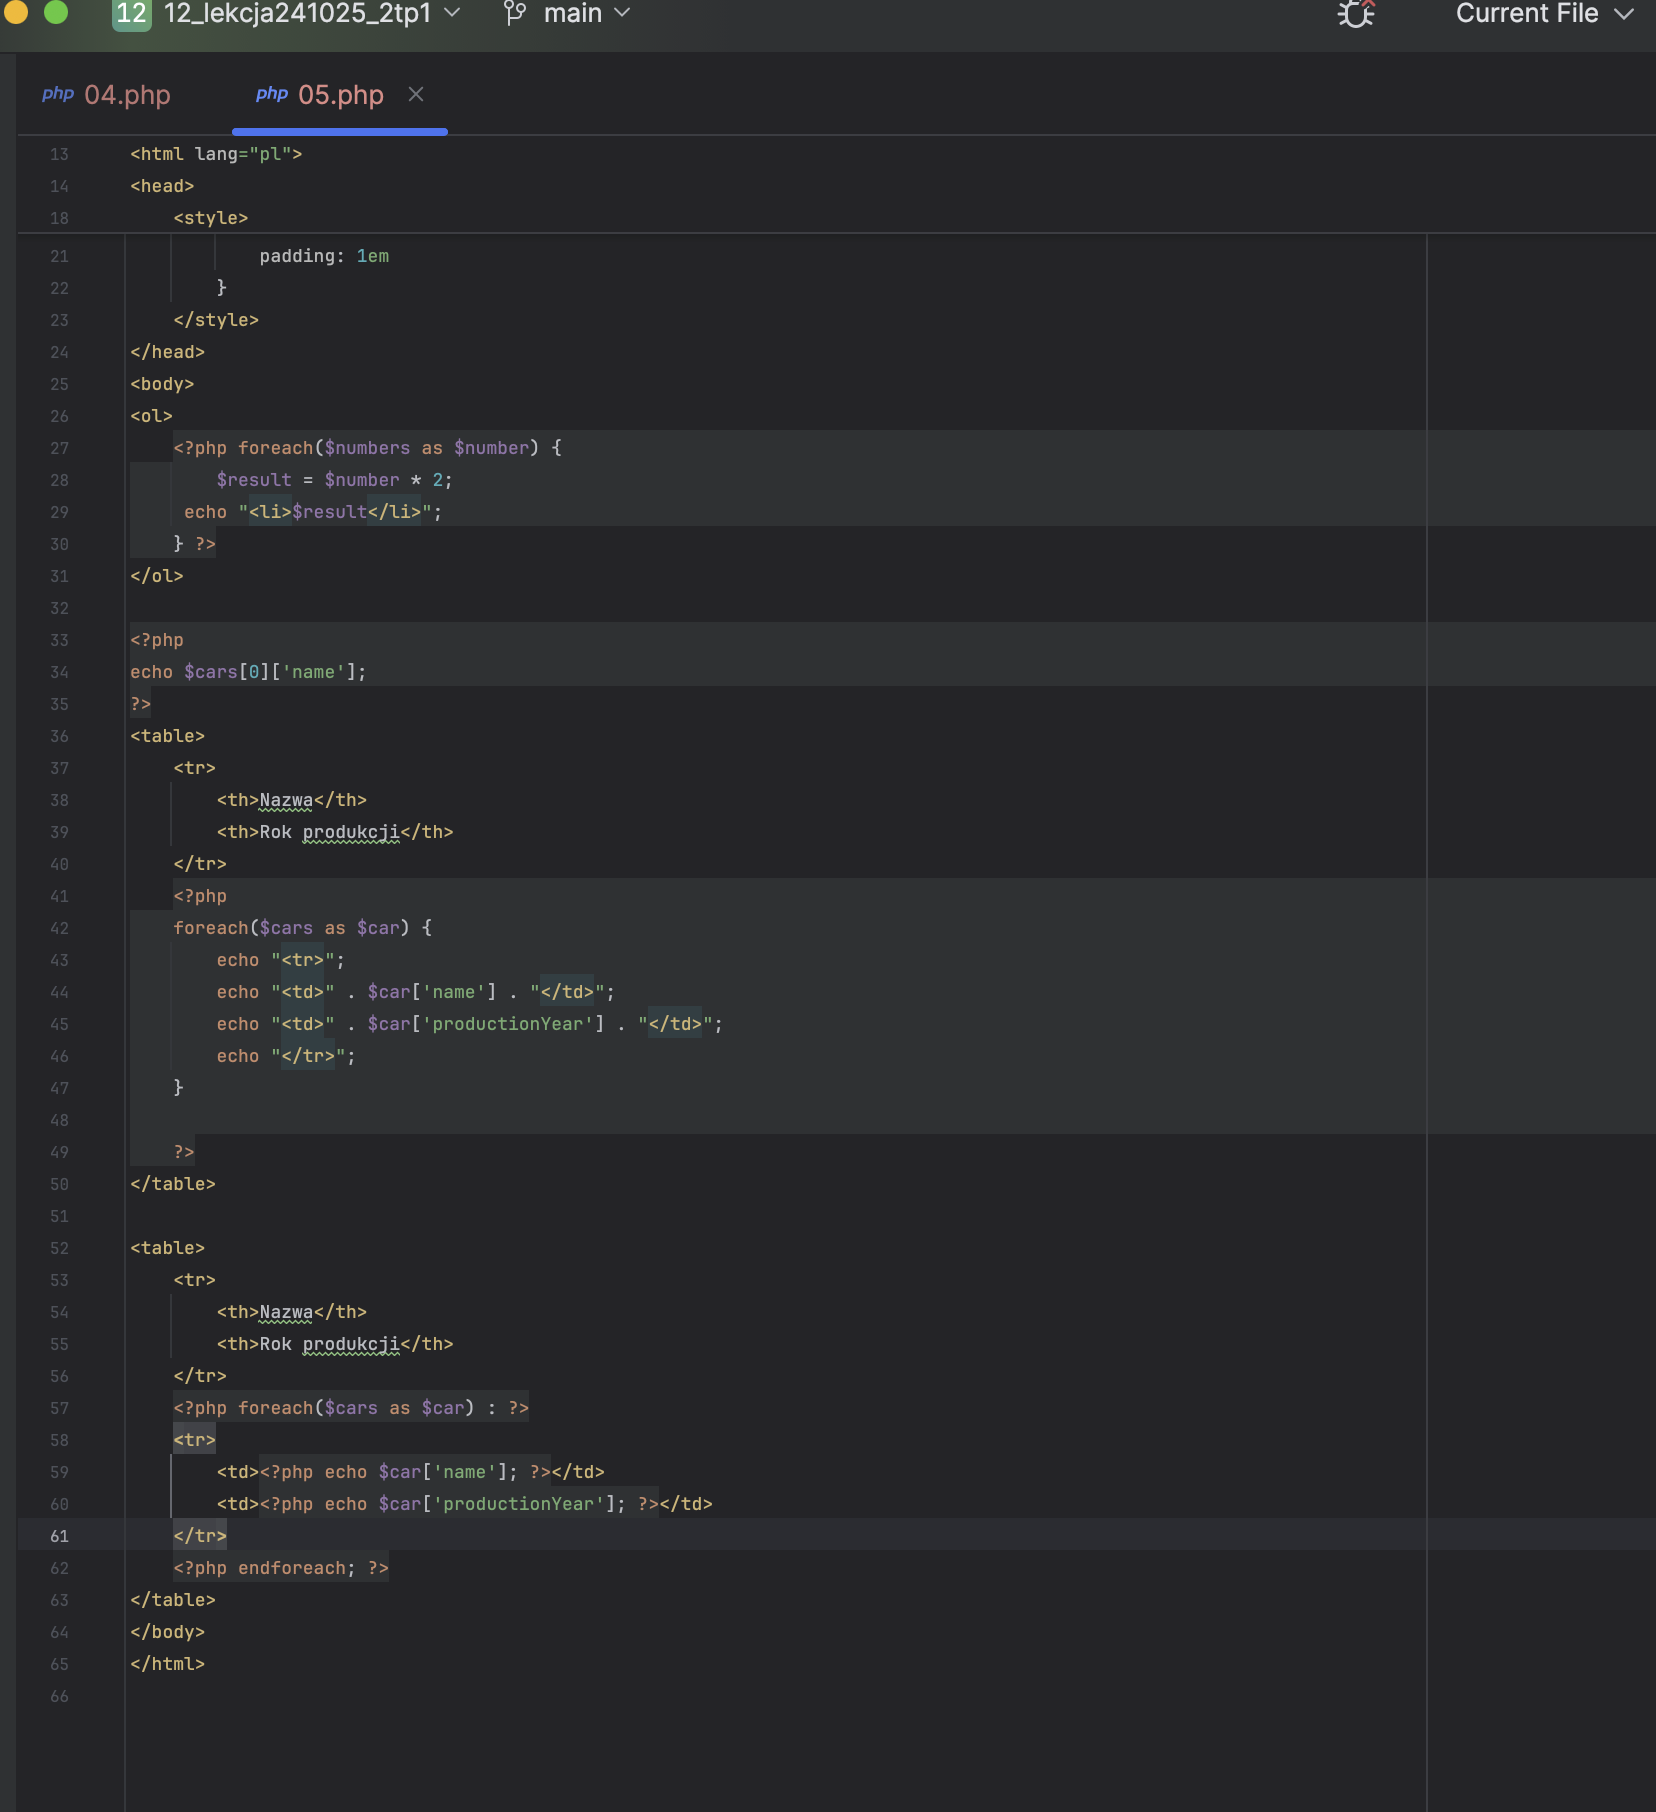 12 12_lekcja241025_2tp1 main Current File
php 04.php php 05.php
13 <html lang="pl">
14 <head>
18     <style>
21             padding: 1em
22         }
23     </style>
24 </head>
25 <body>
26 <ol>
27     <?php foreach($numbers as $number) {
28         $result = $number * 2;
29      echo "<li>$result</li>";
30     } ?>
31 </ol>
32
33 <?php
34 echo $cars[0]['name'];
35 ?>
36 <table>
37     <tr>
38         <th>Nazwa</th>
39         <th>Rok produkcji</th>
40     </tr>
41     <?php
42     foreach($cars as $car) {
43         echo "<tr>";
44         echo "<td>" . $car['name'] . "</td>";
45         echo "<td>" . $car['productionYear'] . "</td>";
46         echo "</tr>";
47     }
48
49     ?>
50 </table>
51
52 <table>
53     <tr>
54         <th>Nazwa</th>
55         <th>Rok produkcji</th>
56     </tr>
57     <?php foreach($cars as $car) : ?>
58     <tr>
59         <td><?php echo $car['name']; ?></td>
60         <td><?php echo $car['productionYear']; ?></td>
61     </tr>
62     <?php endforeach; ?>
63 </table>
64 </body>
65 </html>
66